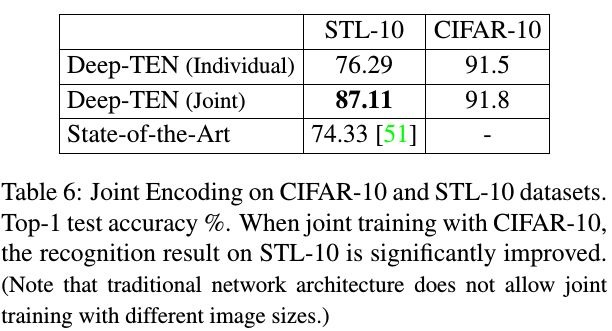 STL-10 CIFAR-10
Deep-TEN (Individual) 76.29 91.5
Deep-TEN (Joint) 87.11 91.8
State-of-the-Art 74.33 [51] -
Table 6: Joint Encoding on CIFAR-10 and STL-10 datasets.
Top-1 test accuracy %. When joint training with CIFAR-10,
the recognition result on STL-10 is significantly improved.
(Note that traditional network architecture does not allow joint
training with different image sizes.)